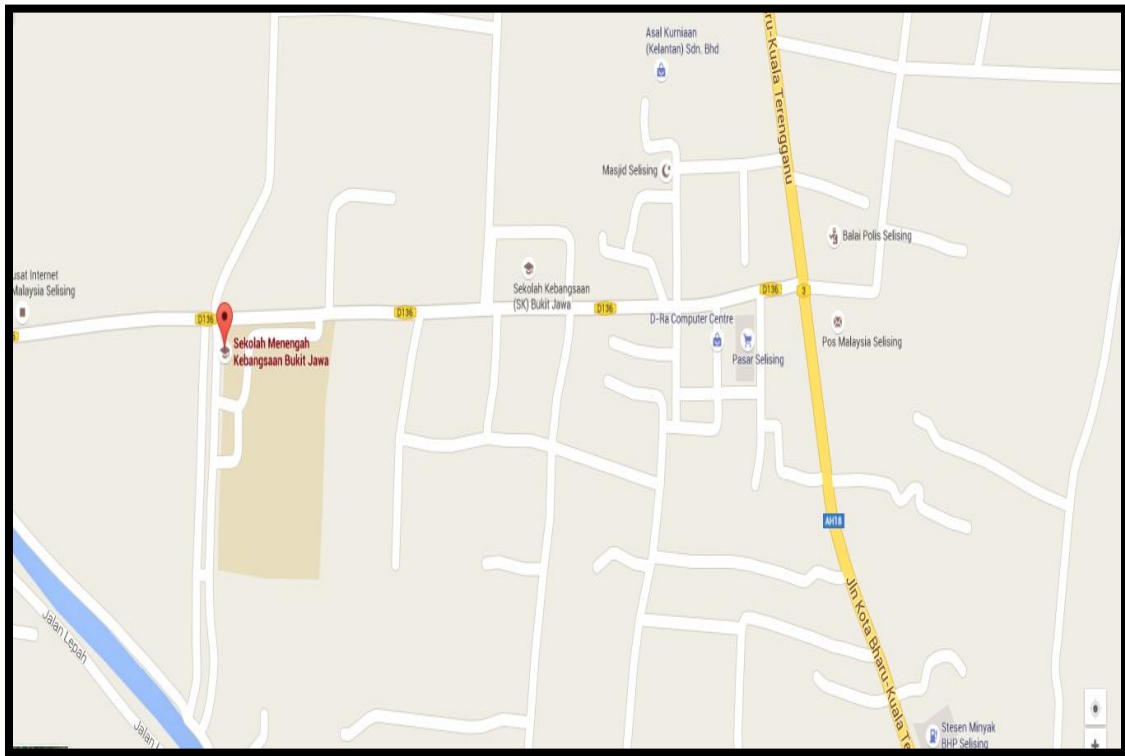 Asal Kurniaan
(Kelantan) Sdn. Bhd
ru-Kuala Terengganu
Masjid Selising
Balai Polis Selising
usat Internet
Malaysia Selising
Sekolah Kebangsaan
(SK) Bukit Jawa
D136
D136
D136
D136
3
D-Ra Computer Centre
Pasar Selising
Pos Malaysia Selising
Sekolah Menengah
Kebangsaan Bukit Jawa
AH18
Jln Kota Bharu-Kuala Te
Jalan Lepah
Jalan L
Stesen Minyak
BHP Selising